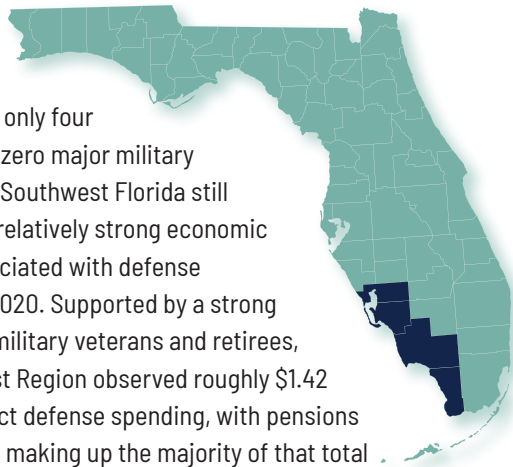 only four
zero major military
Southwest Florida still
relatively strong economic
ciated with defense
020. Supported by a strong
military veterans and retirees,
st Region observed roughly $1.42
ct defense spending, with pensions
making up the majority of that total